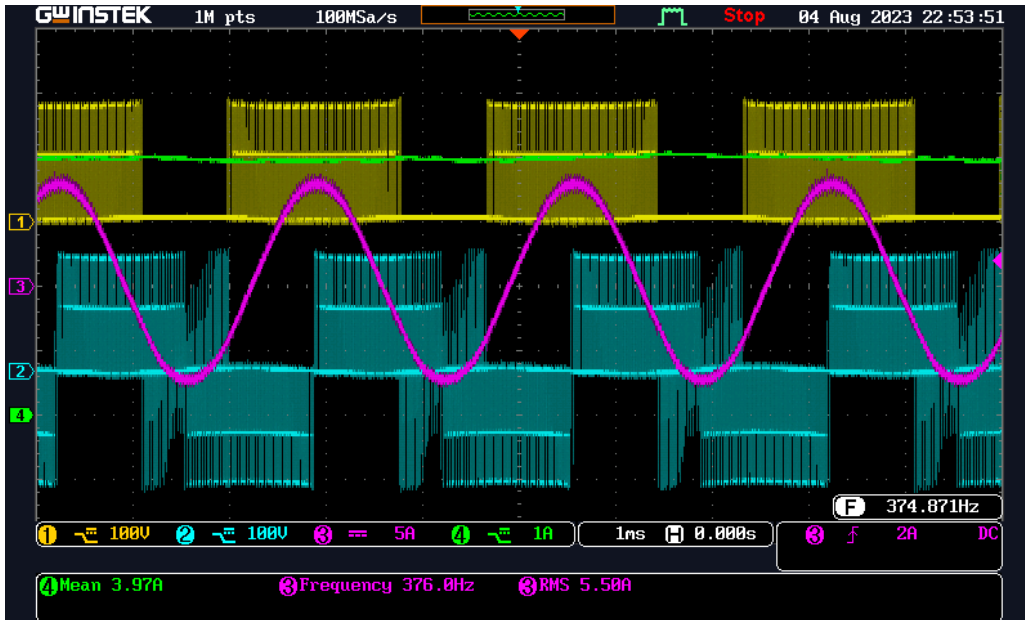 GWINSTEK 1M pts 100MSa/s Stop 04 Aug 2023 22:53:51
1
3
2
4
F 374.871Hz
1 100V 2 100V 3 5A 4 1A 1ms H 0.000s 3 2A DC
4 Mean 3.97A 3 Frequency 376.0Hz 3 RMS 5.50A